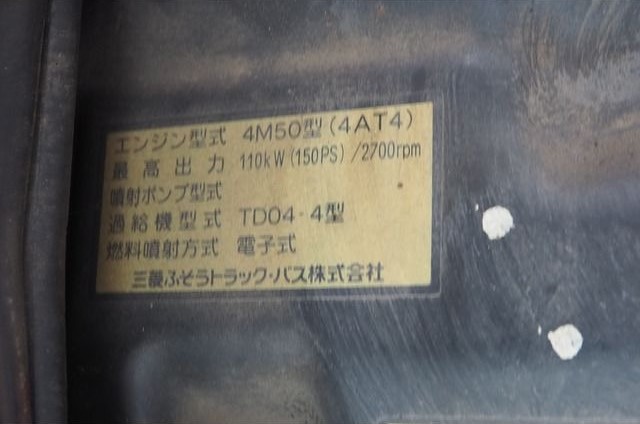 エンジン型式 4M50型(4AT4)
最高出力 110kW(150PS)/2700rpm
噴射ポンプ型式
過給機型式 TD04-4型
燃料噴射方式 電子式
三菱ふそうトラック・バス株式会社